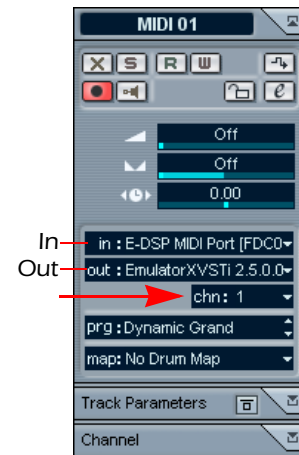 MIDI 01
X S R W
e
Off
Off
0.00
In in : E-DSP MIDI Port [FDC0
Out out : EmulatorXVSTi 2.5.0.0
chn: 1
prg : Dynamic Grand
map: No Drum Map
Track Parameters
Channel